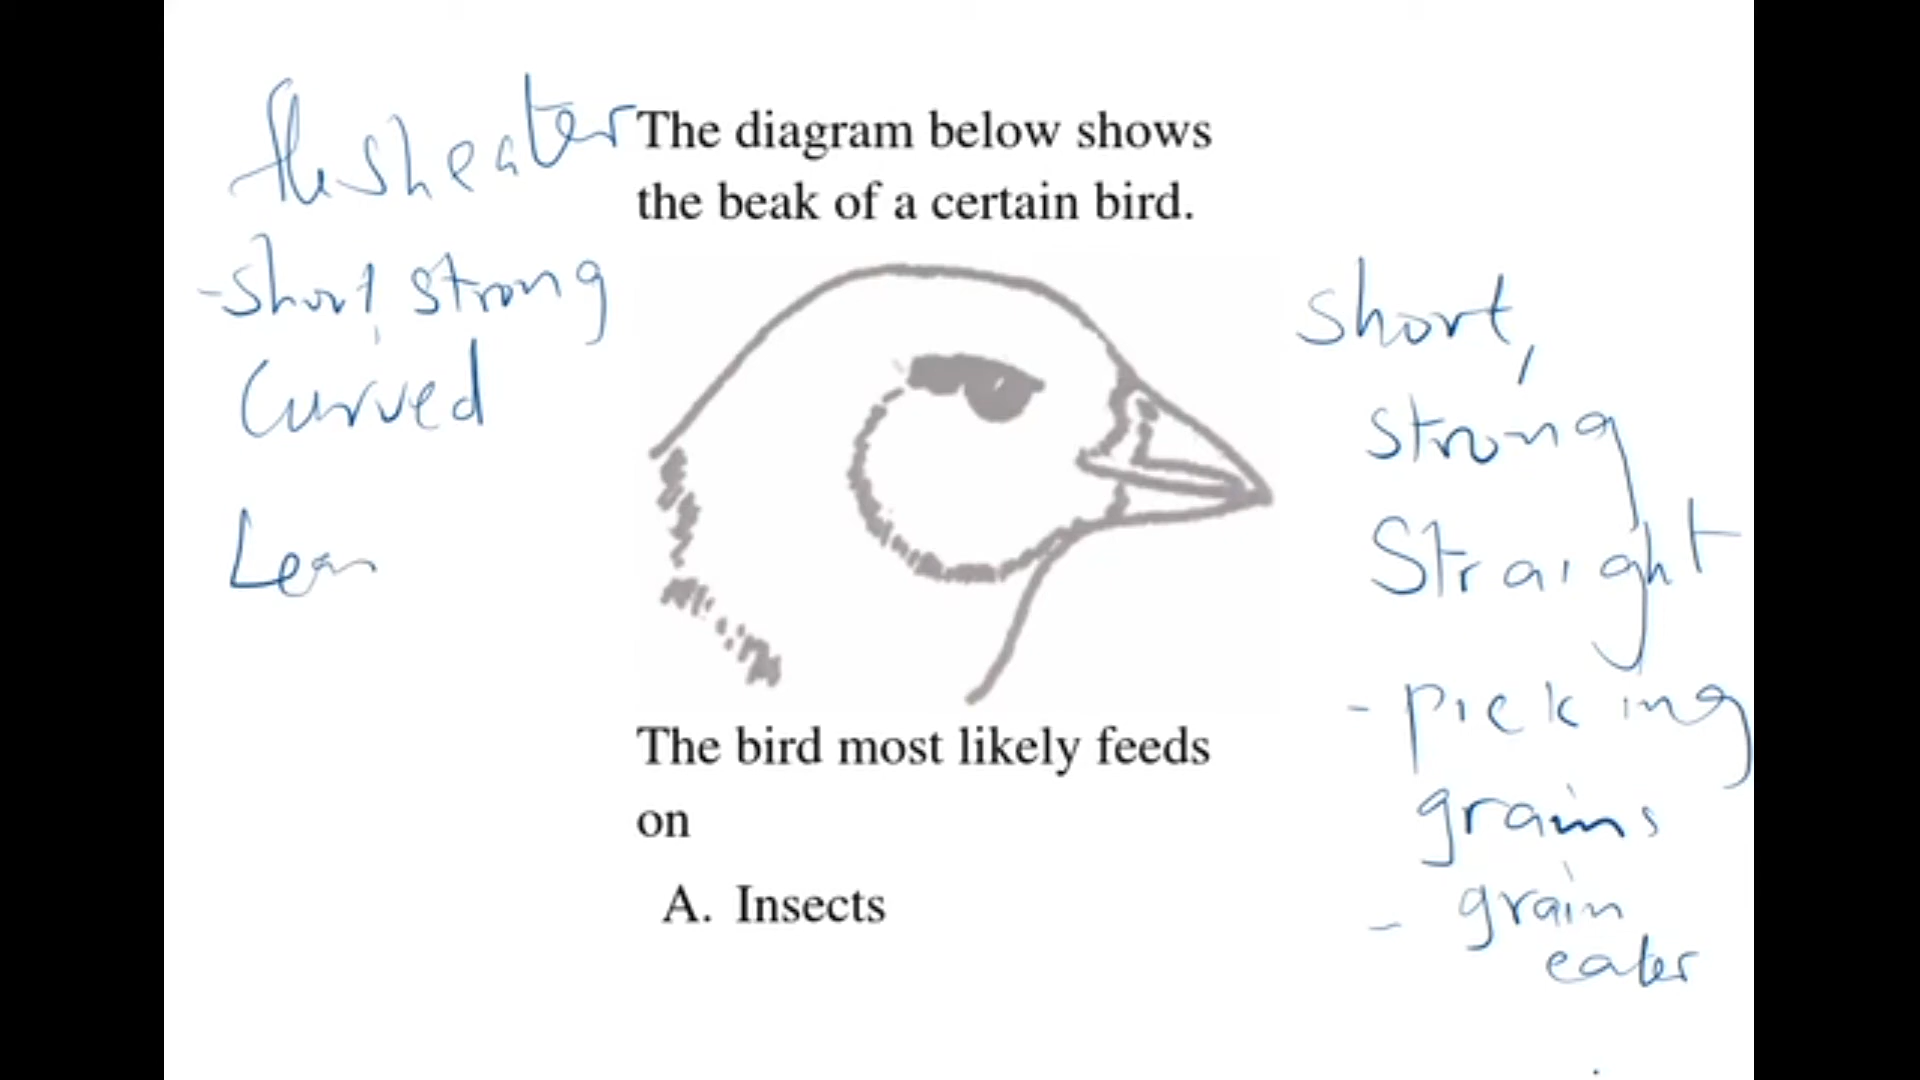 The diagram below shows
the beak of a certain bird.
flesheater
- short, strong
Curved
short,
strong
Straight
- picking
grains
- grain
eater
The bird most likely feeds
on
A. Insects